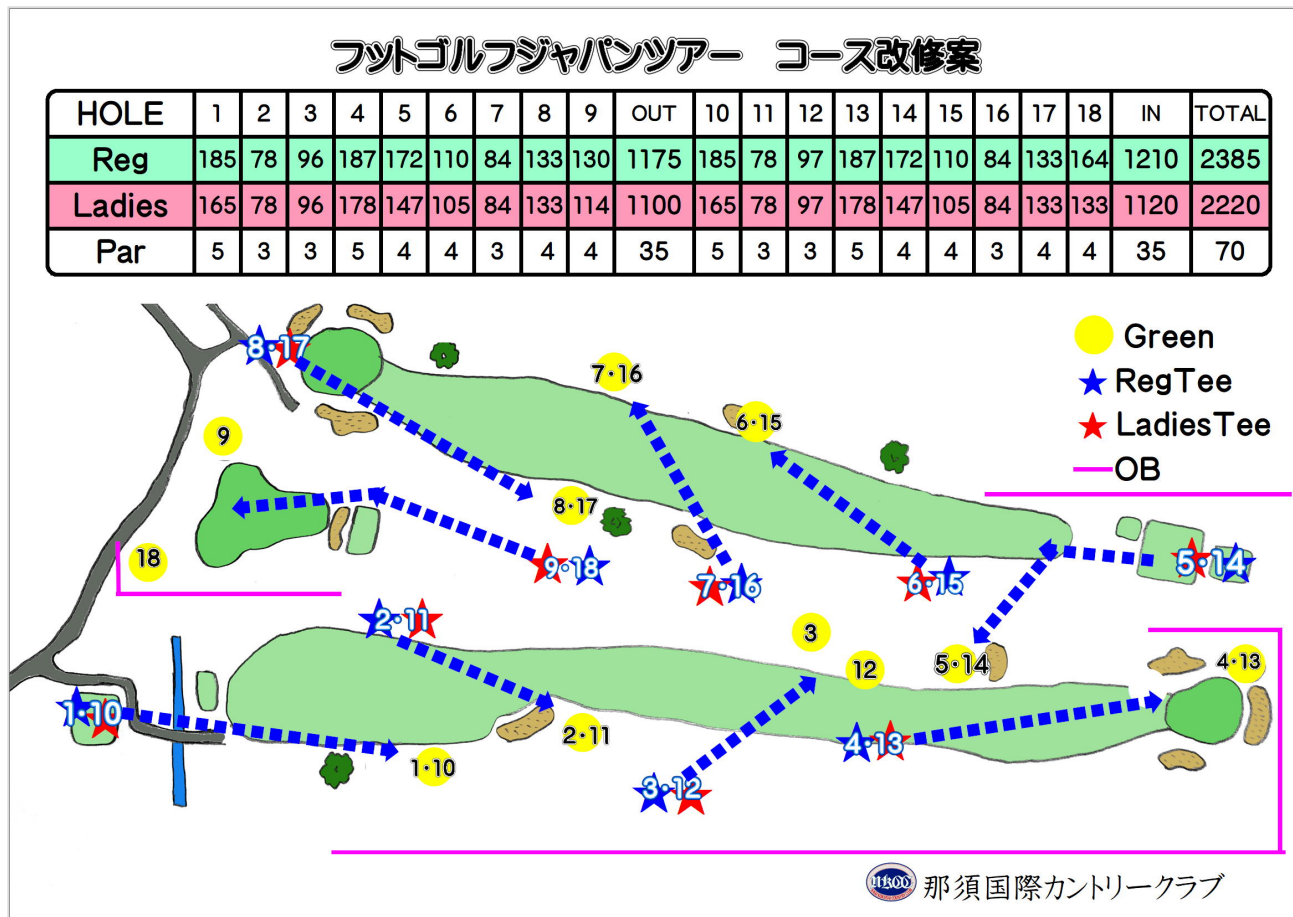 フットゴルフジャパンツアー　コース改修案
HOLE 1 2 3 4 5 6 7 8 9 OUT 10 11 12 13 14 15 16 17 18 IN TOTAL
Reg 185 78 96 187 172 110 84 133 130 1175 185 78 97 187 172 110 84 133 164 1210 2385
Ladies 165 78 96 178 147 105 84 133 114 1100 165 78 97 178 147 105 84 133 133 1120 2220
Par 5 3 3 5 4 4 3 4 4 35 5 3 3 5 4 4 3 4 4 35 70
Green
RegTee
LadiesTee
OB
8・17
7・16
6・15
9
8・17
18
9・18
7・16
6・15
5・14
2・11
3
12
5・14
4・13
1・10
2・11
4・13
1・10
3・12
NKCC
那須国際カントリークラブ